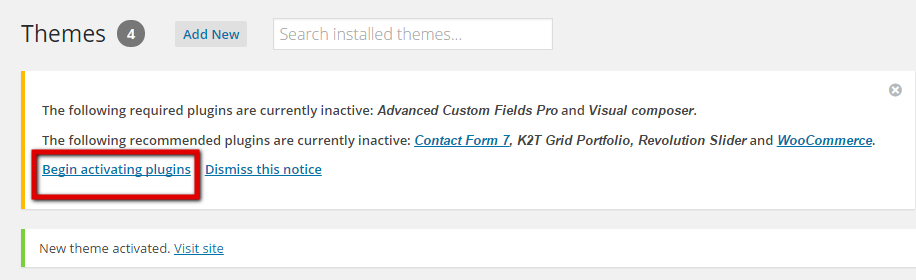 Themes 4 Add New Search installed themes...
The following required plugins are currently inactive: Advanced Custom Fields Pro and Visual composer.
The following recommended plugins are currently inactive: Contact Form 7, K2T Grid Portfolio, Revolution Slider and WooCommerce.
Begin activating plugins Dismiss this notice
New theme activated. Visit site